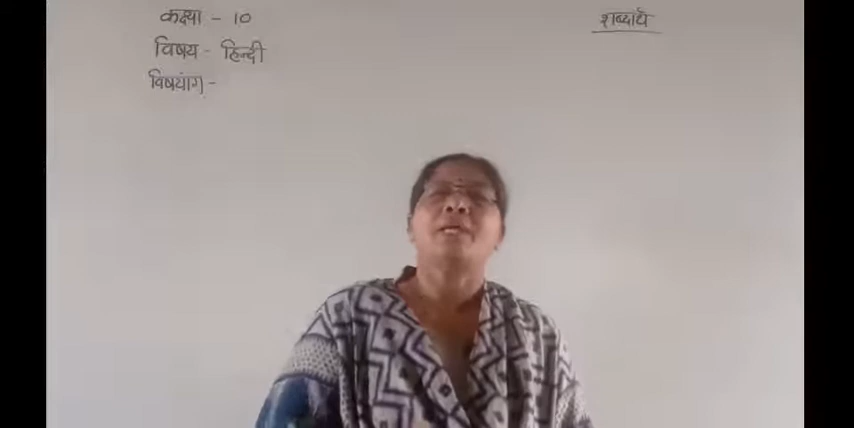 कक्षा - 10
विषय - हिन्दी
विषयांग -
शब्दार्थ